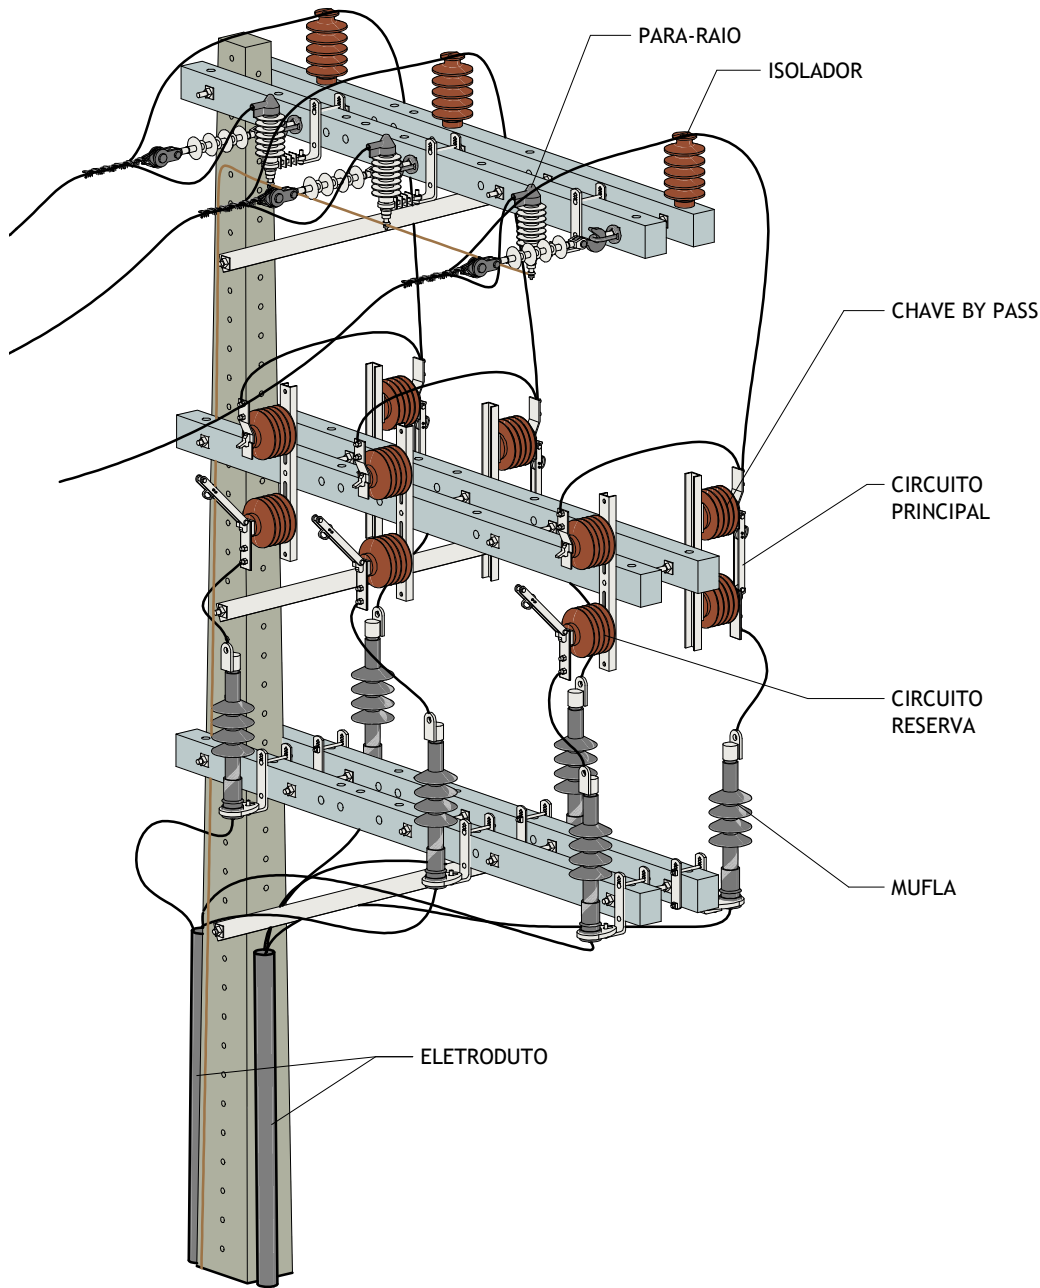 PARA-RAIO
ISOLADOR
CHAVE BY PASS
CIRCUITO
PRINCIPAL
CIRCUITO
RESERVA
MUFLA
ELETRODUTO